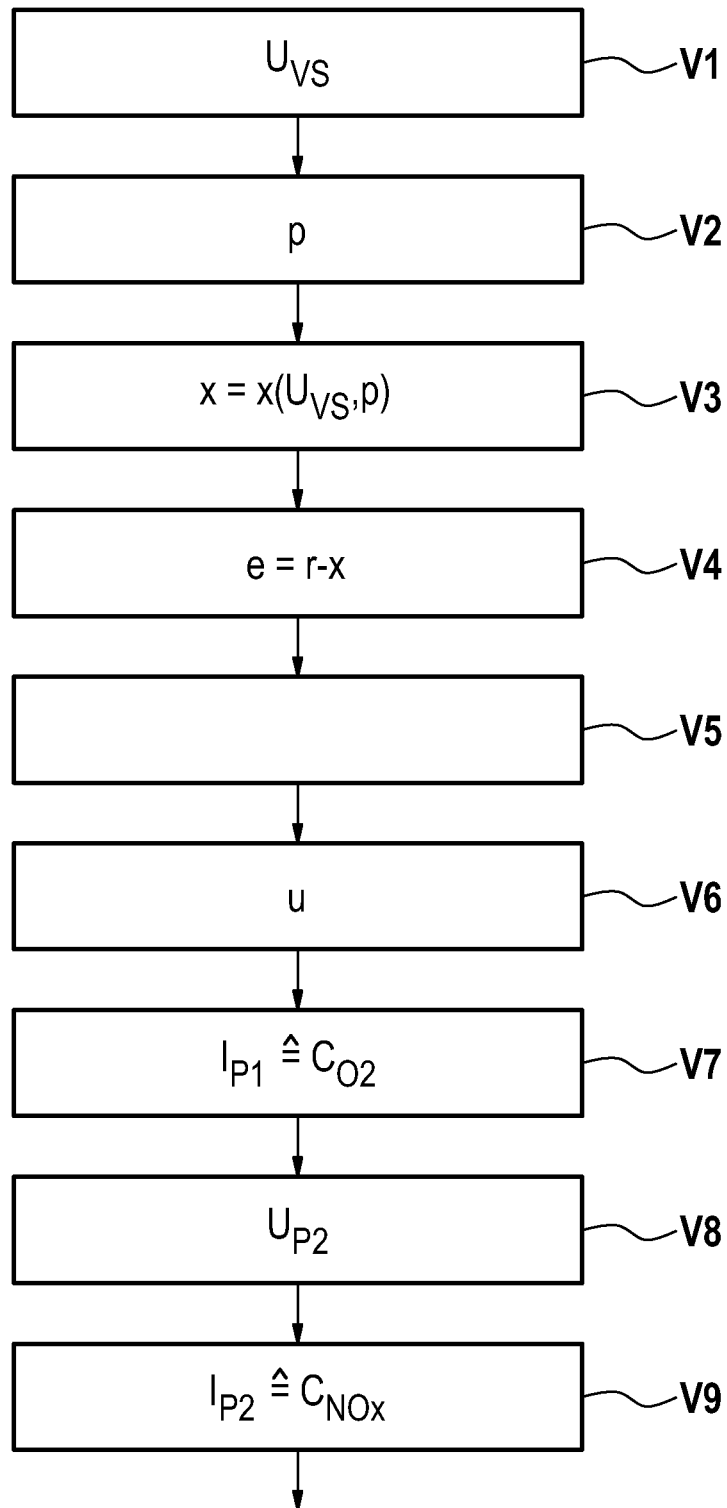 U_VS V1
p V2
x = x(U_VS,p) V3
e = r-x V4
V5
u V6
I_P1 ≙ C_O2 V7
U_P2 V8
I_P2 ≙ C_NOx V9